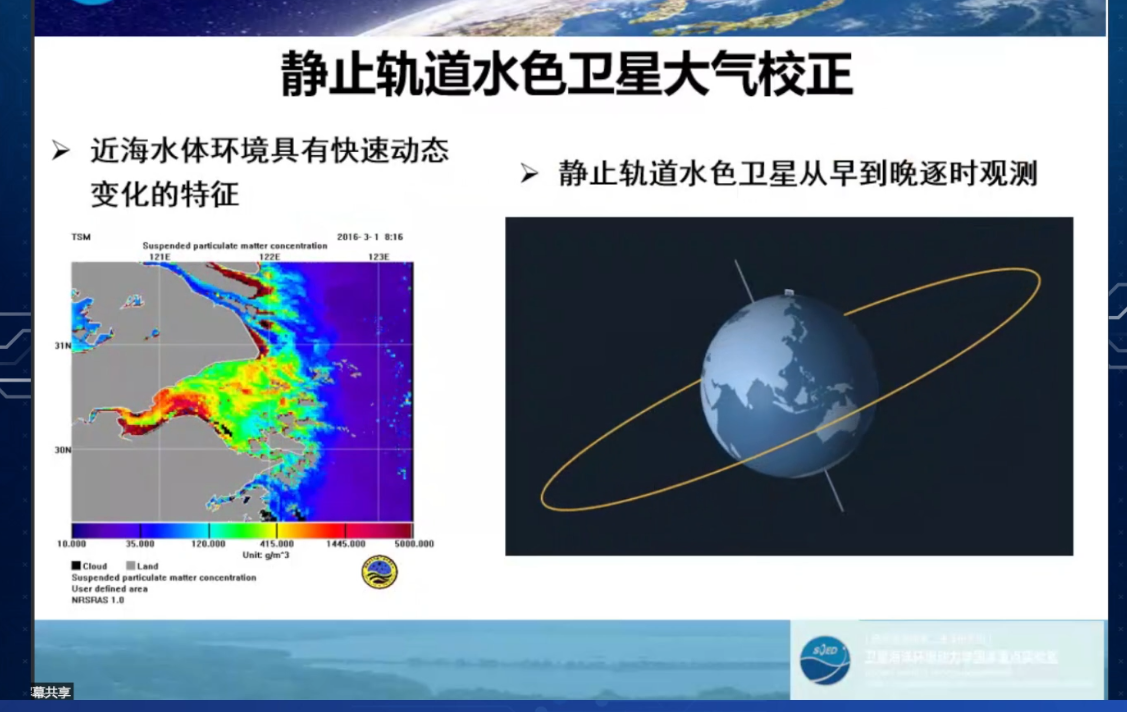 静止轨道水色卫星大气校正
近海水体环境具有快速动态
变化的特征
静止轨道水色卫星从早到晚逐时观测
TSM
2016- 3- 1 8:16
Suspended particulate matter concentration
121E 122E 123E
31N
30N
10.000 35.000 120.000 415.000 1445.000 5000.000
Unit: g/m^3
Cloud Land
Suspended particulate matter concentration
User defined area
NRSRAS 1.0
SOED
卫星海洋环境动力学国家重点实验室
幕共享